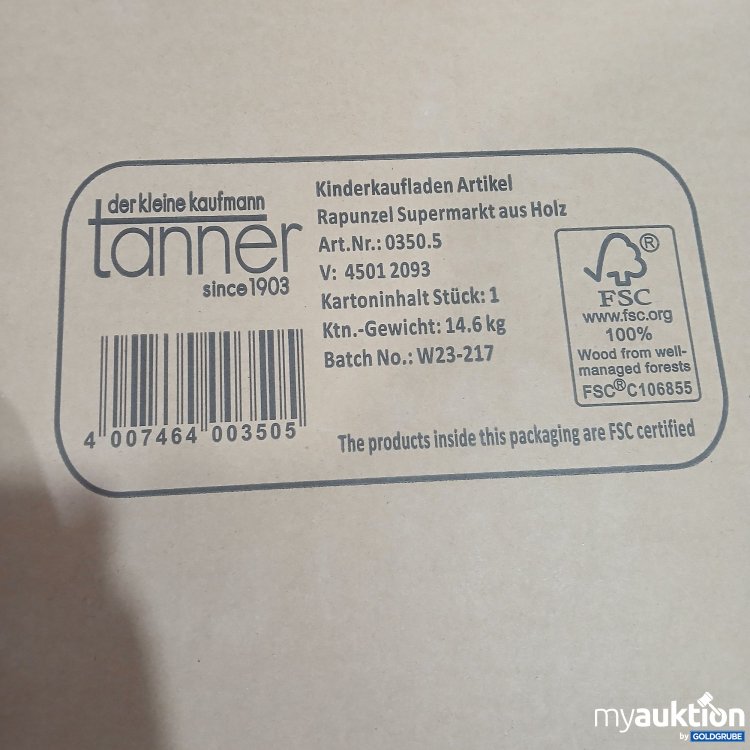 der kleine kaufmann
tanner
since 1903
4 007464 003505
Kinderkaufladen Artikel
Rapunzel Supermarkt aus Holz
Art.Nr.: 0350.5
V: 4501 2093
Kartoninhalt Stück: 1
Ktn.-Gewicht: 14.6 kg
Batch No.: W23-217
®
FSC
www.fsc.org
100%
Wood from well-
managed forests
FSC® C106855
The products inside this packaging are FSC certified
myauktion
by GOLDGRUBE